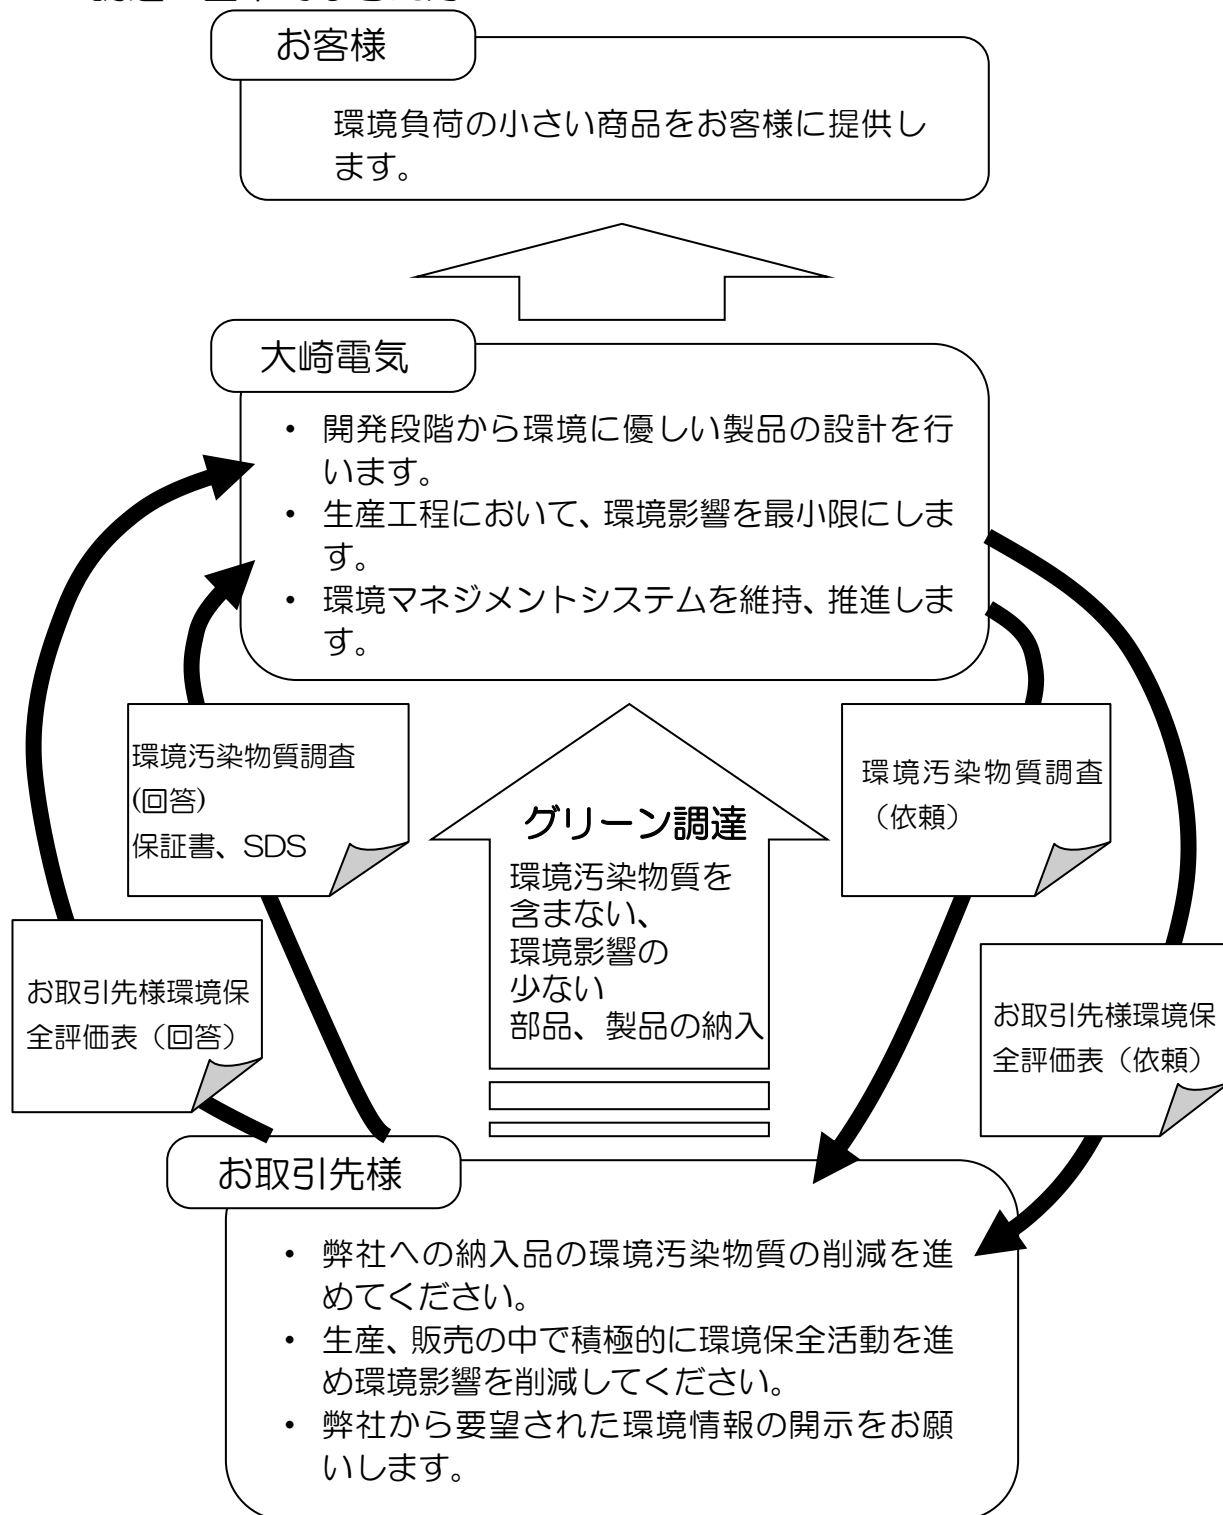 お客様
環境負荷の小さい商品をお客様に提供し
ます。
大崎電気
・ 開発段階から環境に優しい製品の設計を行
います。
・ 生産工程において、環境影響を最小限にしま
す。
・ 環境マネジメントシステムを維持、推進しま
す。
環境汚染物質調査
(回答)
保証書、SDS
グリーン調達
環境汚染物質を
含まない、
環境影響の
少ない
部品、製品の納入
環境汚染物質調査
（依頼）
お取引先様環境保
全評価表（回答）
お取引先様環境保
全評価表（依頼）
お取引先様
・ 弊社への納入品の環境汚染物質の削減を進
めてください。
・ 生産、販売の中で積極的に環境保全活動を進
め環境影響を削減してください。
・ 弊社から要望された環境情報の開示をお願
いします。